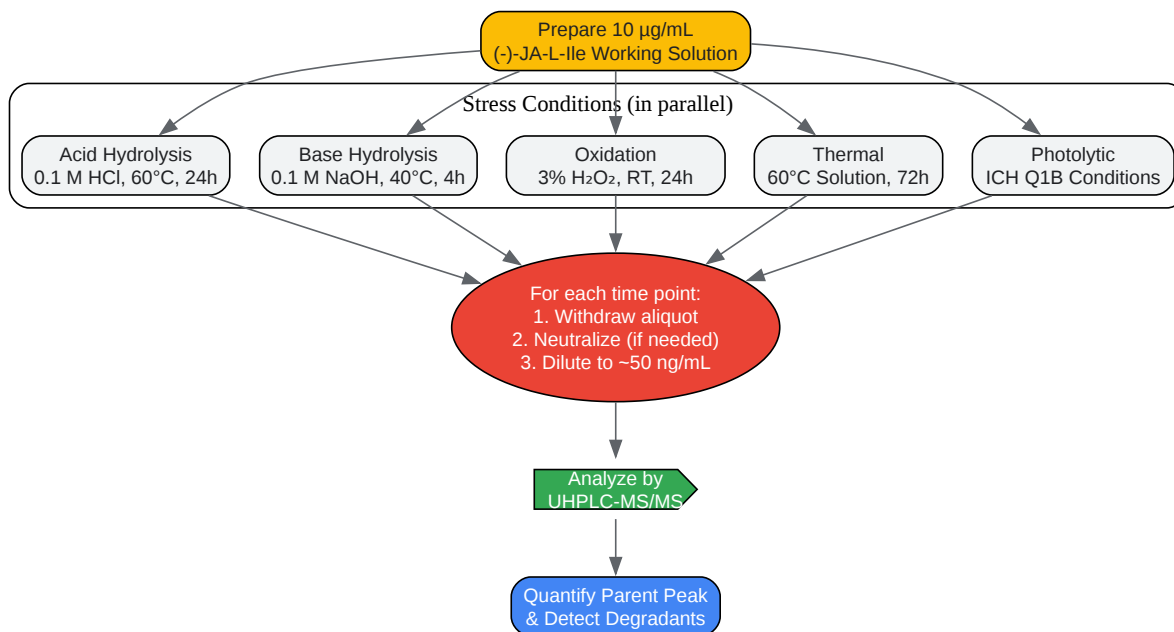 Prepare 10 µg/mL
(-)-JA-L-Ile Working Solution
Stress Conditions (in parallel)
Acid Hydrolysis
0.1 M HCl, 60°C, 24h
Base Hydrolysis
0.1 M NaOH, 40°C, 4h
Oxidation
3% H₂O₂, RT, 24h
Thermal
60°C Solution, 72h
Photolytic
ICH Q1B Conditions
For each time point:
1. Withdraw aliquot
2. Neutralize (if needed)
3. Dilute to ~50 ng/mL
Analyze by
UHPLC-MS/MS
Quantify Parent Peak
& Detect Degradants